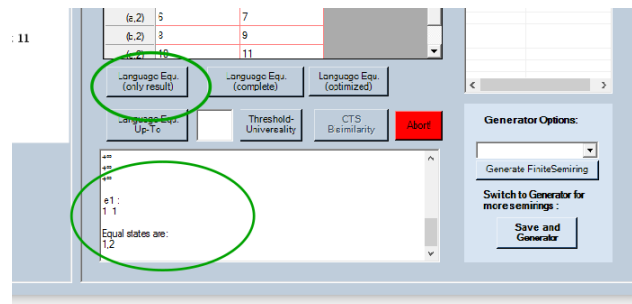 : 11
(a,2) 6 7
(b,2) 8 9
(c,2) 10 11
Language Equ.
(only result)
Language Equ.
(complete)
Language Equ.
(optimized)
Language Equ.
Up-To
Threshold-
Universality
CTS
Bisimilarity
Abort
+∞
+∞
+∞
e1 :
1 1
Equal states are:
1,2
Generator Options:
Generate FiniteSemiring
Switch to Generator for
more semirings :
Save and
Generator